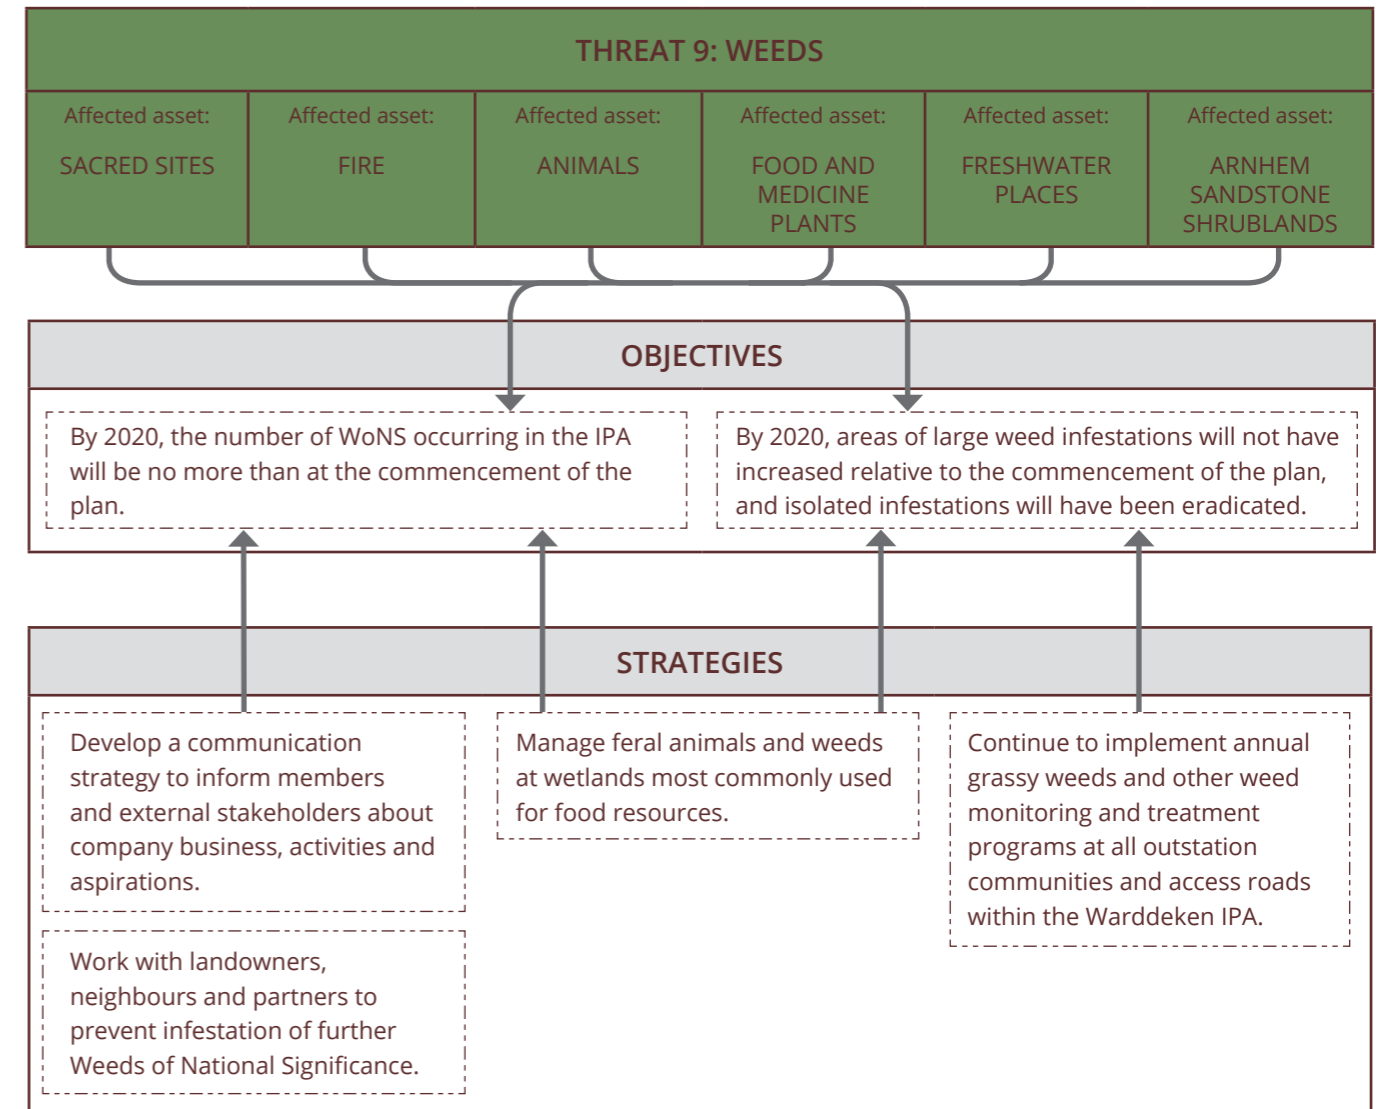 THREAT 9: WEEDS
Affected asset:
SACRED SITES
Affected asset:
FIRE
Affected asset:
ANIMALS
Affected asset:
FOOD AND
MEDICINE
PLANTS
Affected asset:
FRESHWATER
PLACES
Affected asset:
ARNHEM
SANDSTONE
SHRUBLANDS
OBJECTIVES
By 2020, the number of WoNS occurring in the IPA
will be no more than at the commencement of the
plan.
By 2020, areas of large weed infestations will not have
increased relative to the commencement of the plan,
and isolated infestations will have been eradicated.
STRATEGIES
Develop a communication
strategy to inform members
and external stakeholders about
company business, activities and
aspirations.
Work with landowners,
neighbours and partners to
prevent infestation of further
Weeds of National Significance.
Manage feral animals and weeds
at wetlands most commonly used
for food resources.
Continue to implement annual
grassy weeds and other weed
monitoring and treatment
programs at all outstation
communities and access roads
within the Warddeken IPA.